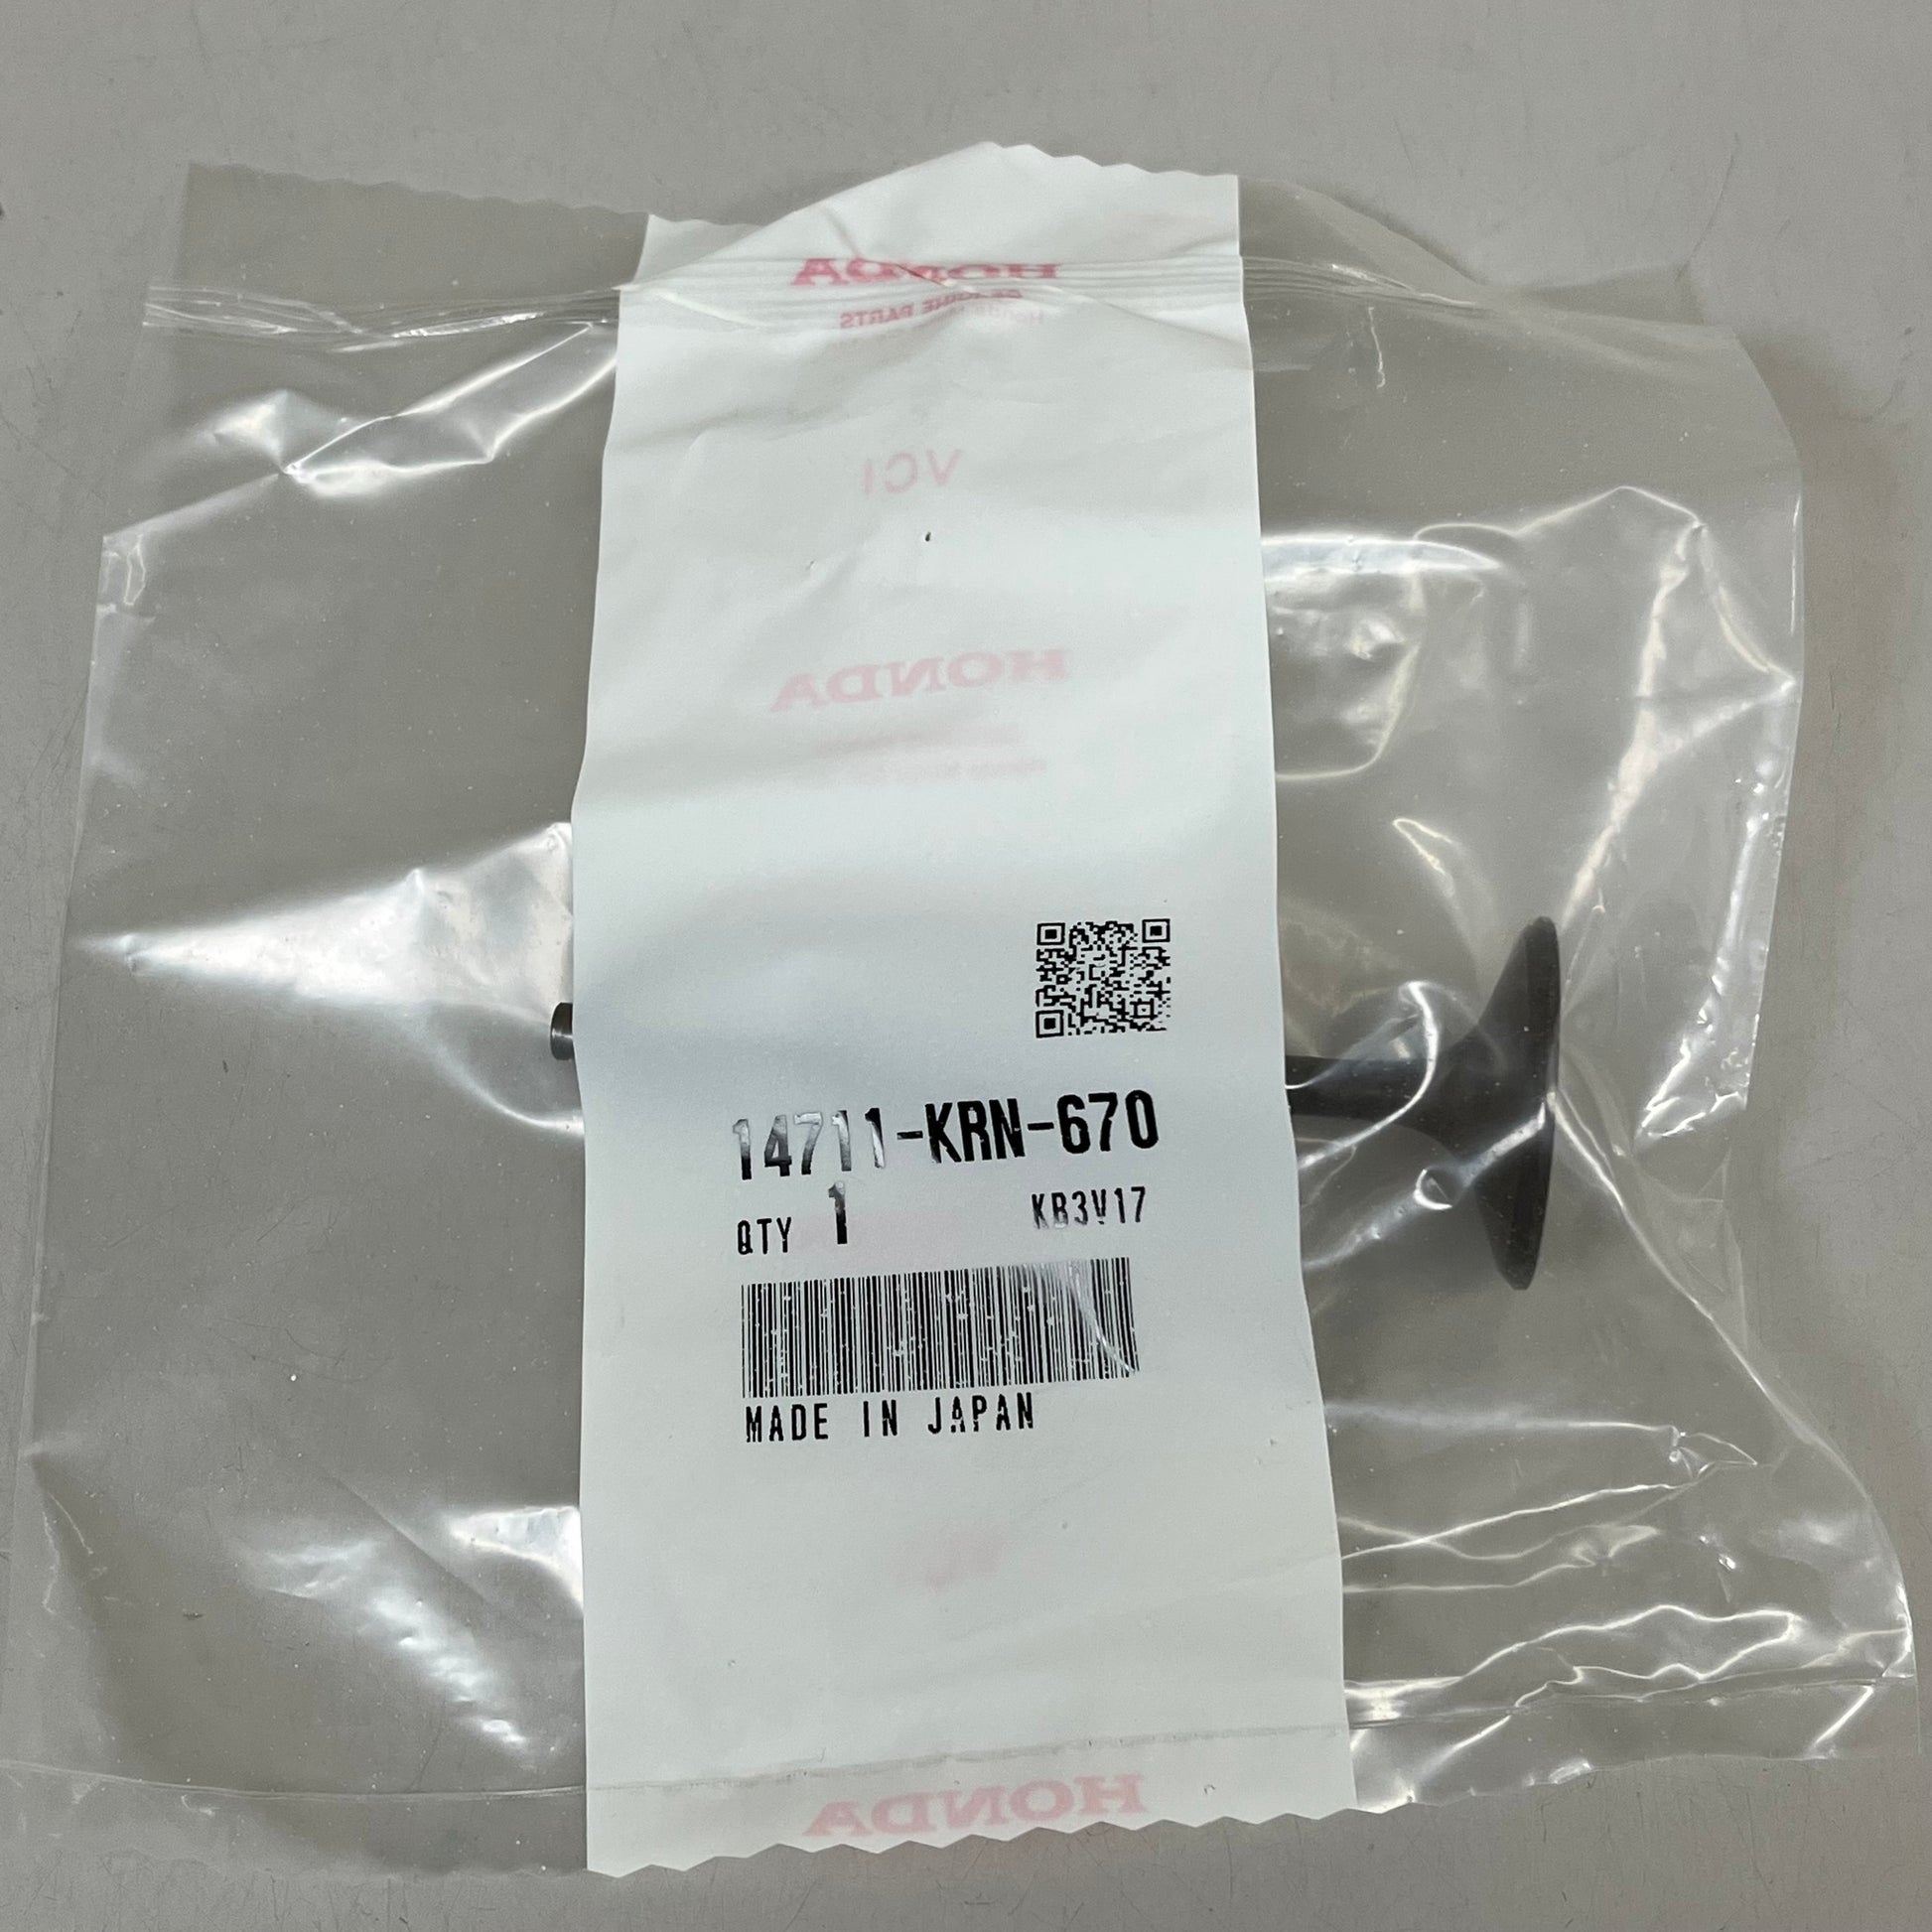 HONDA
GENUINE PARTS
VCI
HONDA
14711-KRN-670
QTY 1 KB3V17
MADE IN JAPAN
HONDA